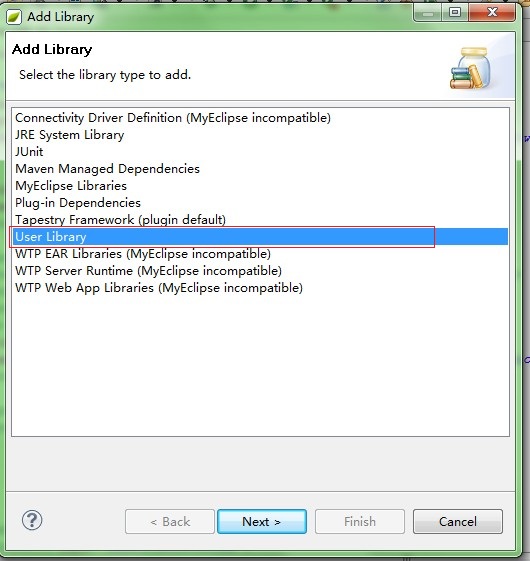 Add Library
Add Library
Select the library type to add.
Connectivity Driver Definition (MyEclipse incompatible)
JRE System Library
JUnit
Maven Managed Dependencies
MyEclipse Libraries
Plug-in Dependencies
Tapestry Framework (plugin default)
User Library
WTP EAR Libraries (MyEclipse incompatible)
WTP Server Runtime (MyEclipse incompatible)
WTP Web App Libraries (MyEclipse incompatible)
?
< Back
Next >
Finish
Cancel